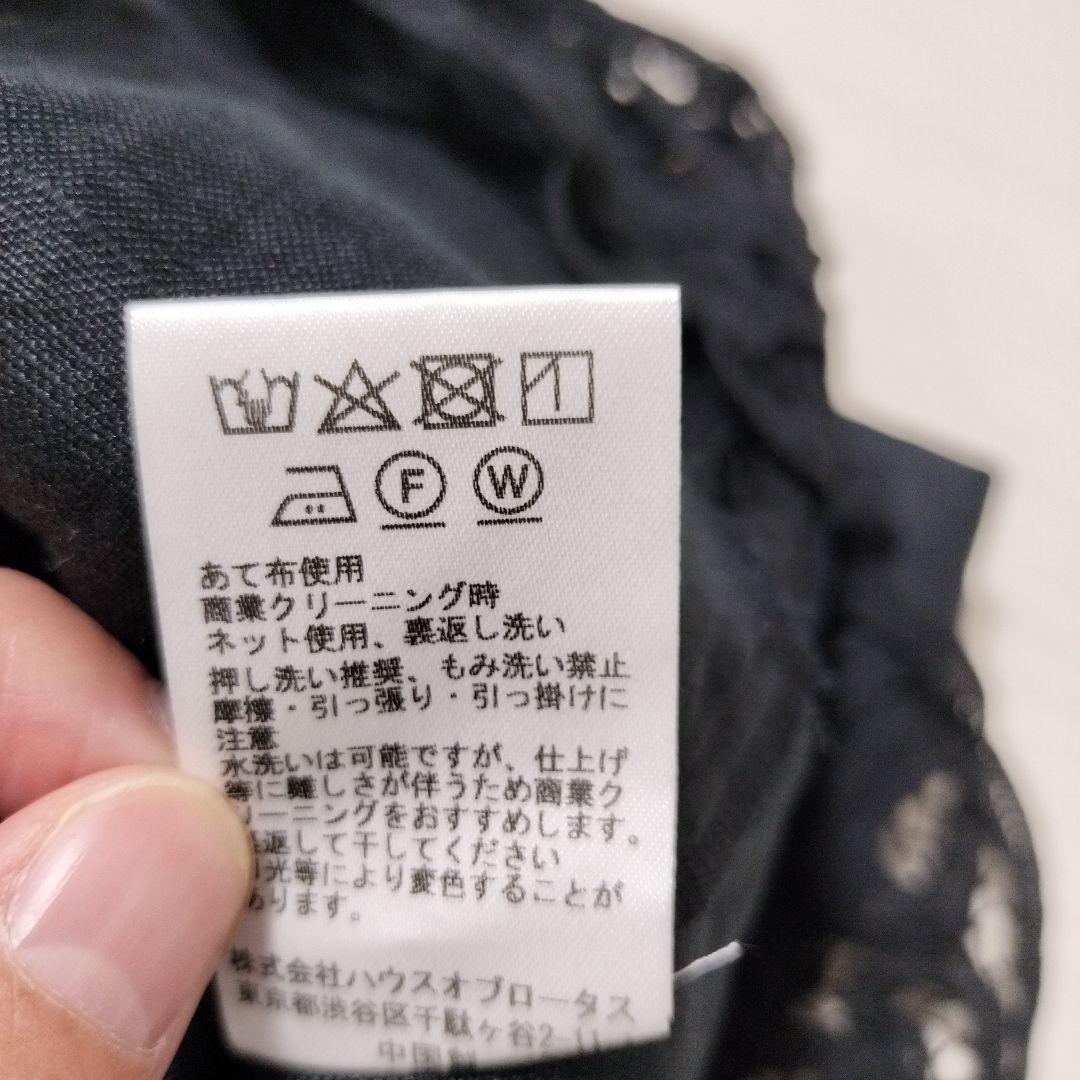 F W
あて布使用
商業クリーニング時
ネット使用、裏返し洗い
押し洗い推奨、もみ洗い禁止
摩擦・引っ張り・引っ掛けに
注意
水洗いは可能ですが、仕上げ
等に難しさが伴うため商業ク
リーニングをおすすめします。
返して干してください
光等により変色することが
あります。
株式会社ハウスオブロータス
東京都渋谷区千駄ヶ谷2-11
中国製